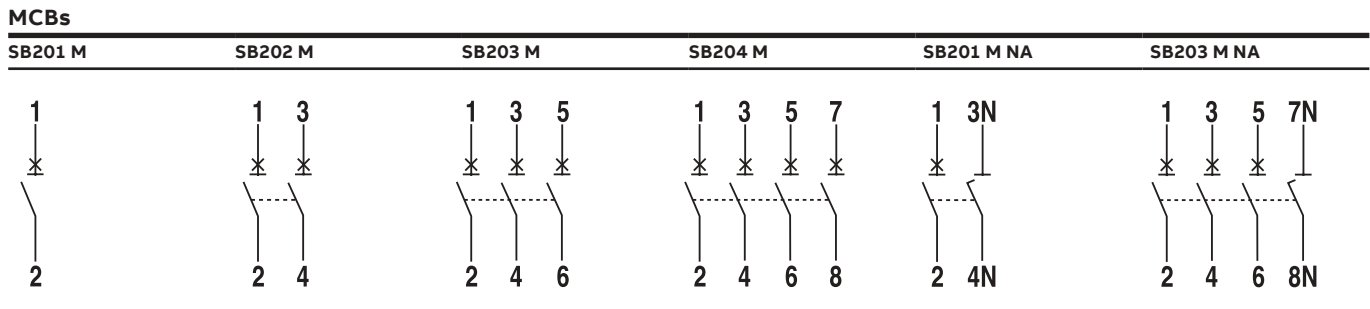 MCBs
SB201 M SB202 M SB203 M SB204 M SB201 M NA SB203 M NA
1 1 3 1 3 5 1 3 5 7 1 3N 1 3 5 7N
2 2 4 2 4 6 2 4 6 8 2 4N 2 4 6 8N